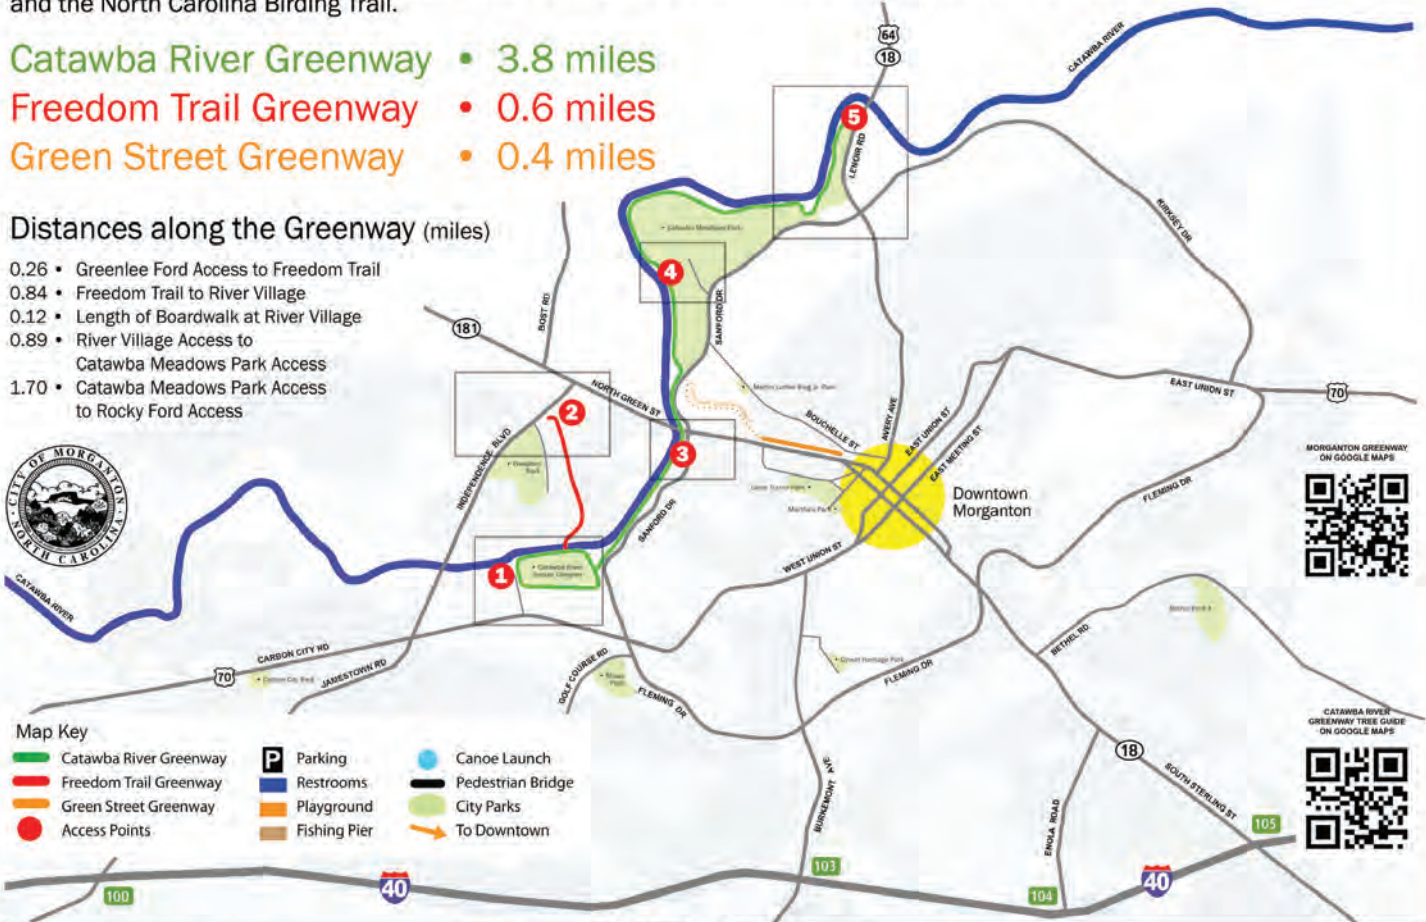 and the North Carolina Birding Trail.
Catawba River Greenway • 3.8 miles
Freedom Trail Greenway • 0.6 miles
Green Street Greenway • 0.4 miles
Distances along the Greenway (miles)
0.26 • Greenlee Ford Access to Freedom Trail
0.84 • Freedom Trail to River Village
0.12 • Length of Boardwalk at River Village
0.89 • River Village Access to
Catawba Meadows Park Access
1.70 • Catawba Meadows Park Access
to Rocky Ford Access
CITY OF MORGANTON
NORTH CAROLINA
64
18
CATAWBA RIVER
5
LENOIR RD
KIRKSEY DR
Catawba Meadows Park
4
SANFORD DR
BOST RD
181
NORTH GREEN ST
2
INDEPENDENCE BLVD
3
Martin Luther King Jr. Park
BOUCHELLE ST
AVERY AVE
EAST UNION ST
EAST MEETING ST
EAST UNION ST
70
FLEMING DR
Downtown
Morganton
Martha's Park
SANFORD DR
WEST UNION ST
1
CATAWBA RIVER
CARBON CITY RD
70
JAMESTOWN RD
GOLF COURSE RD
FLEMING DR
FLEMING DR
BETHEL RD
BURKEMONT AVE
ENOLA ROAD
18
SOUTH STERLING ST
100
40
103
104
40
105
MORGANTON GREENWAY
ON GOOGLE MAPS
CATAWBA RIVER
GREENWAY TREE GUIDE
ON GOOGLE MAPS
Map Key
Catawba River Greenway
Freedom Trail Greenway
Green Street Greenway
Access Points
P Parking
Restrooms
Playground
Fishing Pier
Canoe Launch
Pedestrian Bridge
City Parks
To Downtown